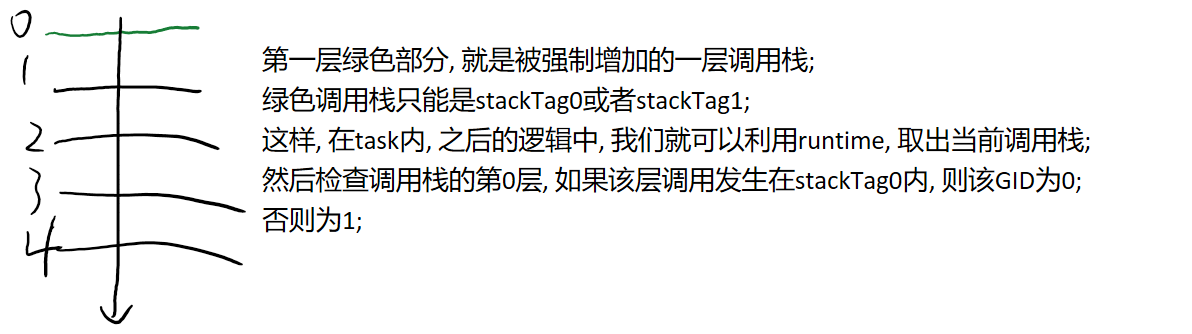 0
1
2
3
4
第一层绿色部分, 就是被强制增加的一层调用栈;
绿色调用栈只能是stackTag0或者stackTag1;
这样, 在task内, 之后的逻辑中, 我们就可以利用runtime, 取出当前调用栈;
然后检查调用栈的第0层, 如果该层调用发生在stackTag0内, 则该GID为0;
否则为1;